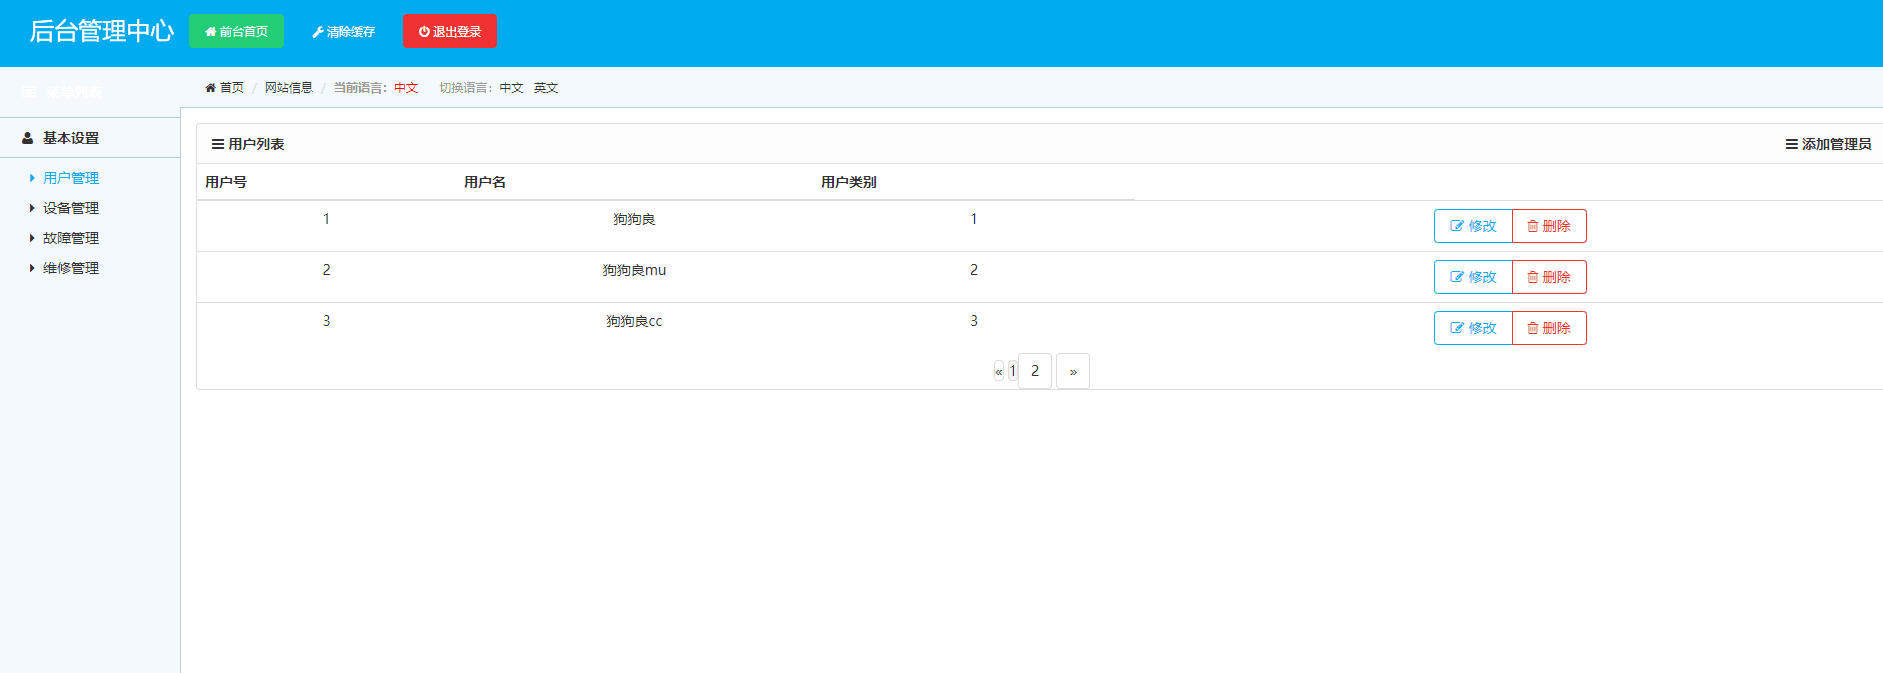 后台管理中心 前台首页 清除缓存 退出登录
菜单列表
首页 / 网站信息 / 当前语言：中文 切换语言：中文 英文
基本设置
用户管理
设备管理
故障管理
维修管理
用户列表 添加管理员
用户号 用户名 用户类别
1 狗狗良 1 修改 删除
2 狗狗良mu 2 修改 删除
3 狗狗良cc 3 修改 删除
« 1 2 »